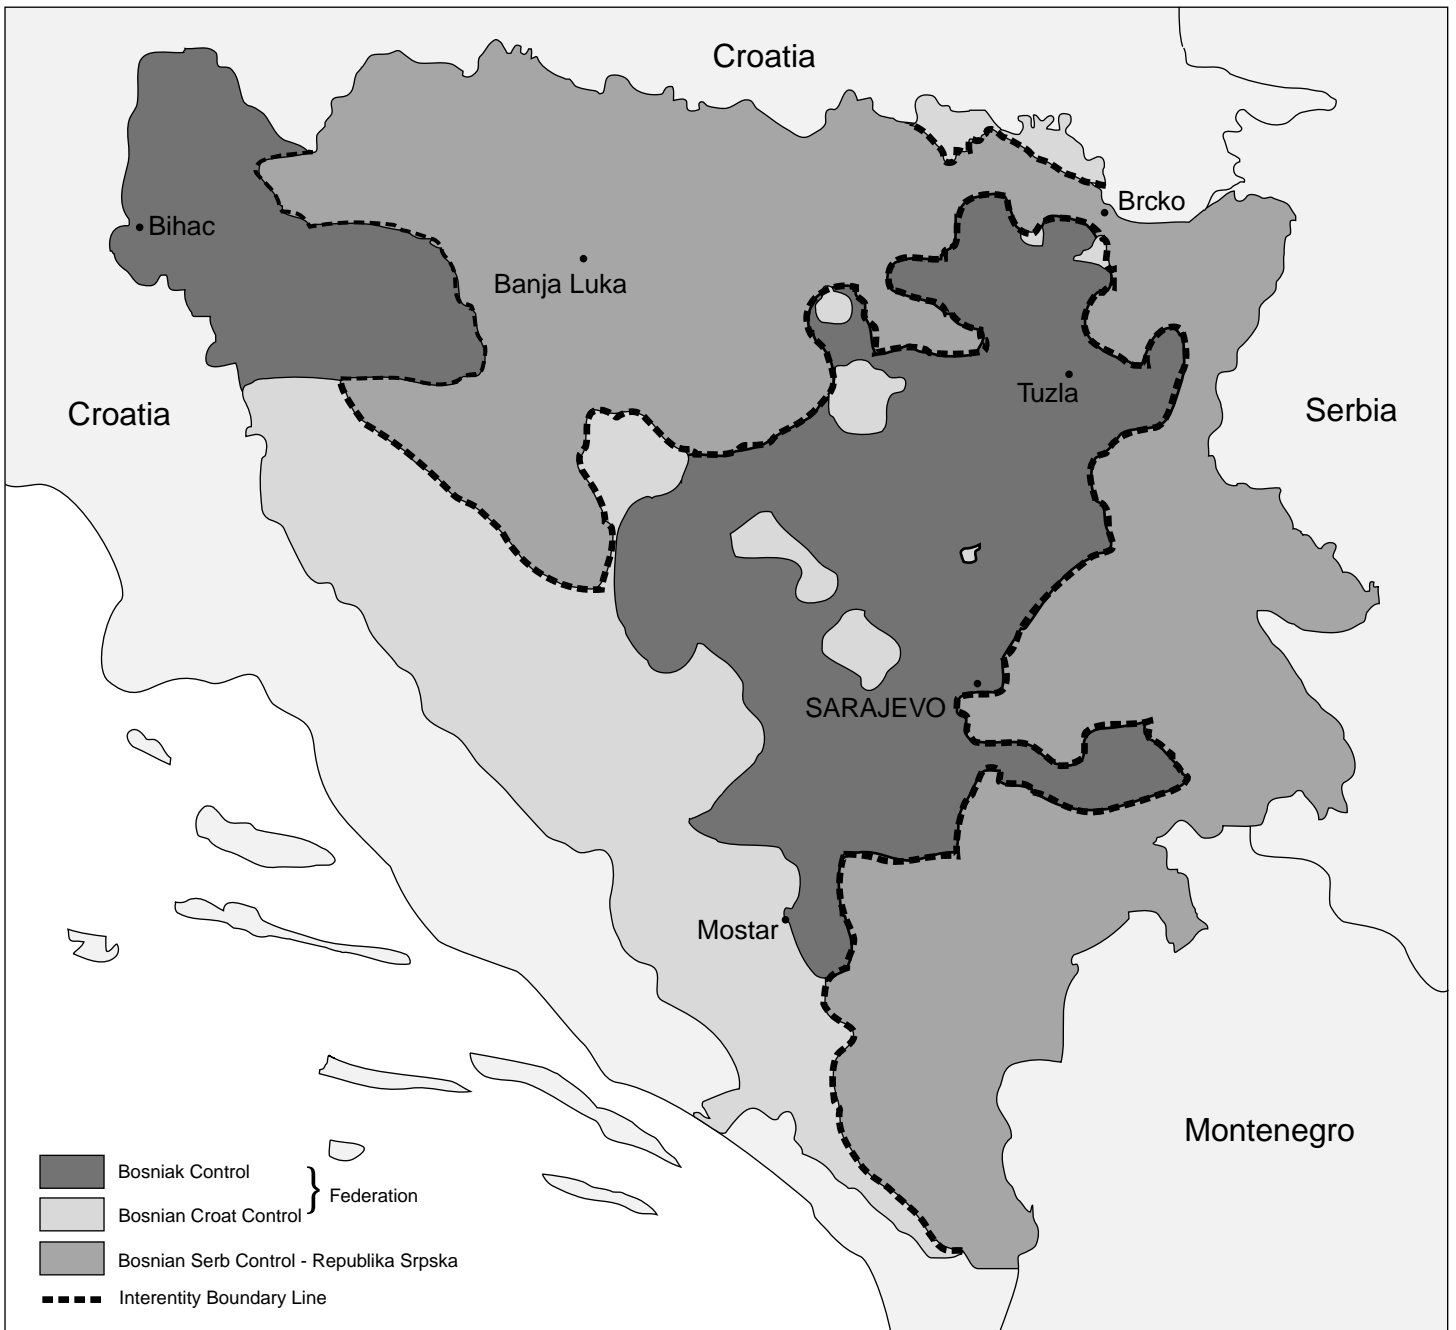 Croatia
Brcko
Bihac
Banja Luka
Tuzla
Croatia
Serbia
SARAJEVO
Mostar
Montenegro
Bosniak Control
Bosnian Croat Control
} Federation
Bosnian Serb Control - Republika Srpska
Interentity Boundary Line